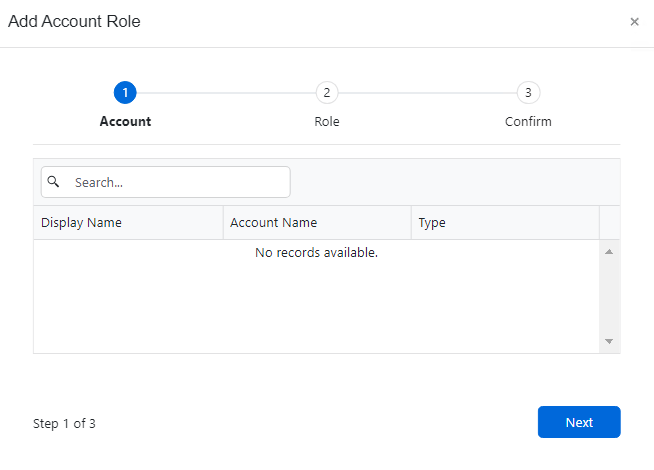 Add Account Role
×
1
2
3
Account
Role
Confirm
Search...
Display Name
Account Name
Type
No records available.
Step 1 of 3
Next